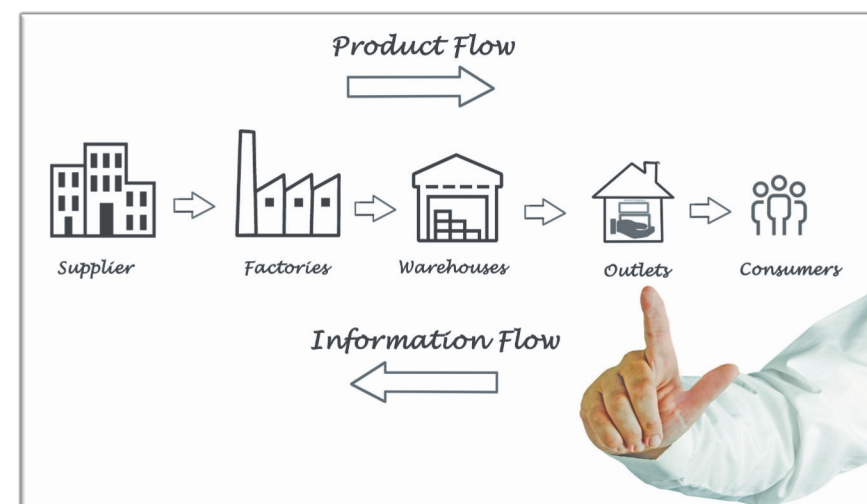 Product Flow
Supplier
Factories
Warehouses
Outlets
Consumers
Information Flow